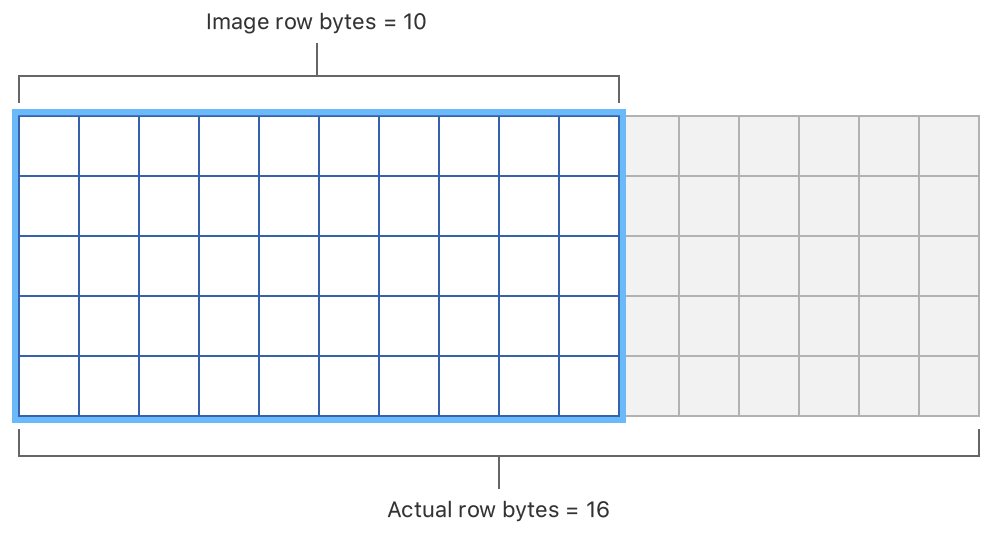 Image row bytes = 10
Actual row bytes = 16